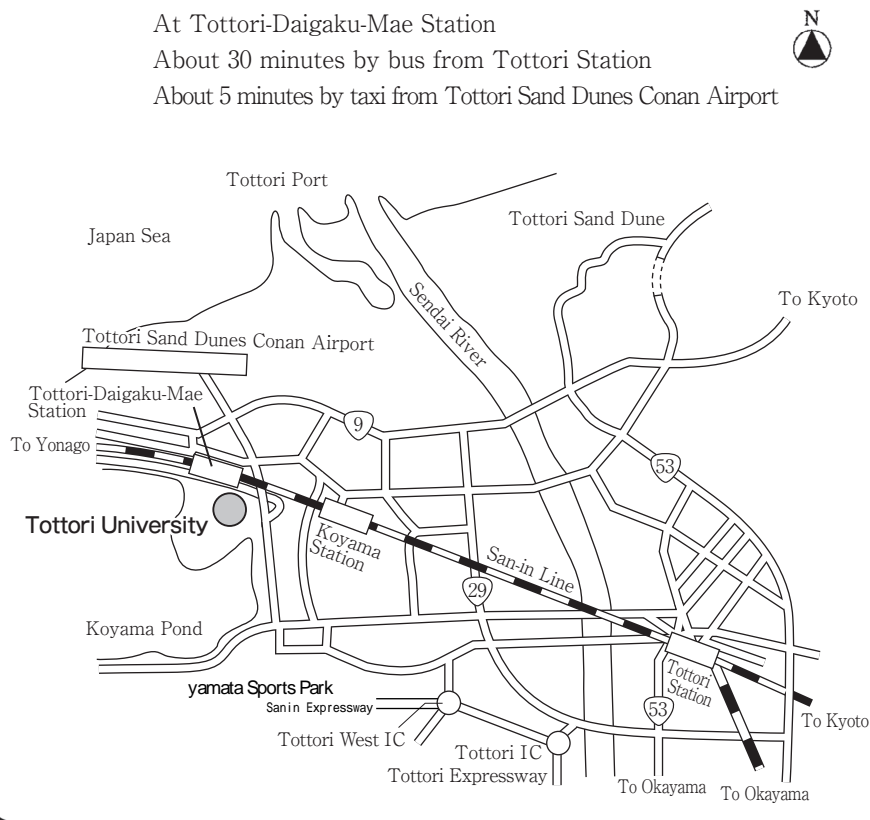 At Tottori-Daigaku-Mae Station
N
About 30 minutes by bus from Tottori Station
About 5 minutes by taxi from Tottori Sand Dunes Conan Airport
Tottori Port
Japan Sea
Tottori Sand Dune
Sendai River
To Kyoto
Tottori Sand Dunes Conan Airport
Tottori-Daigaku-Mae
Station
9
To Yonago
53
Tottori University
Koyama
Station
San-in Line
29
Koyama Pond
Tottori
Station
yamata Sports Park
Sanin Expressway
53
To Kyoto
Tottori West IC
Tottori IC
Tottori Expressway
To Okayama
To Okayama